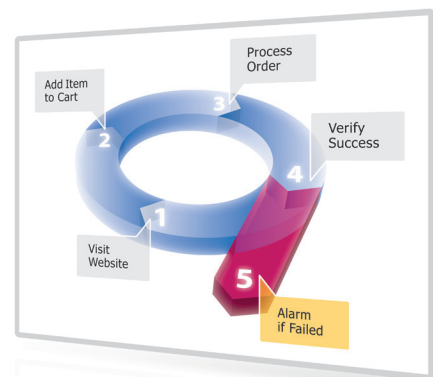 1
Visit
Website
2
Add Item
to Cart
3
Process
Order
4
Verify
Success
5
Alarm
if Failed